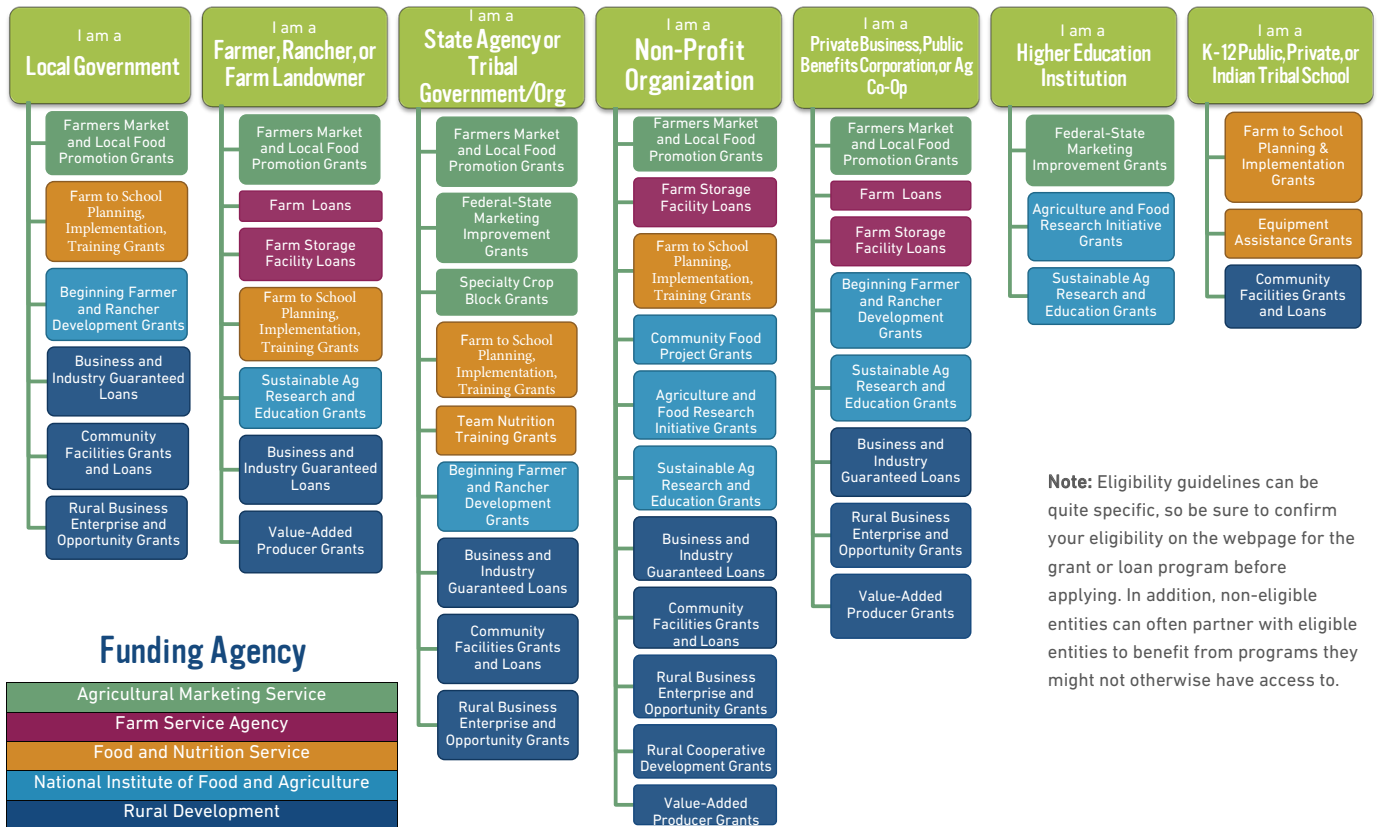 I am a
Local Government
Farmers Market
and Local Food
Promotion Grants
Farm to School
Planning,
Implementation,
Training Grants
Beginning Farmer
and Rancher
Development Grants
Business and
Industry Guaranteed
Loans
Community
Facilities Grants
and Loans
Rural Business
Enterprise and
Opportunity Grants
I am a
Farmer, Rancher, or
Farm Landowner
Farmers Market
and Local Food
Promotion Grants
Farm Loans
Farm Storage
Facility Loans
Farm to School
Planning,
Implementation,
Training Grants
Sustainable Ag
Research and
Education Grants
Business and
Industry Guaranteed
Loans
Value-Added
Producer Grants
I am a
State Agency or
Tribal
Government/Org
Farmers Market
and Local Food
Promotion Grants
Federal-State
Marketing
Improvement
Grants
Specialty Crop
Block Grants
Farm to School
Planning,
Implementation,
Training Grants
Team Nutrition
Training Grants
Beginning Farmer
and Rancher
Development
Grants
Business and
Industry
Guaranteed Loans
Community
Facilities Grants
and Loans
Rural Business
Enterprise and
Opportunity Grants
I am a
Non-Profit
Organization
Farmers Market
and Local Food
Promotion Grants
Farm Storage
Facility Loans
Farm to School
Planning,
Implementation,
Training Grants
Community Food
Project Grants
Agriculture and
Food Research
Initiative Grants
Sustainable Ag
Research and
Education Grants
Business and
Industry
Guaranteed Loans
Community
Facilities Grants
and Loans
Rural Business
Enterprise and
Opportunity Grants
Rural Cooperative
Development Grants
Value-Added
Producer Grants
I am a
Private Business, Public
Benefits Corporation, or Ag
Co-Op
Farmers Market
and Local Food
Promotion Grants
Farm Loans
Farm Storage
Facility Loans
Beginning Farmer
and Rancher
Development
Grants
Sustainable Ag
Research and
Education Grants
Business and
Industry
Guaranteed Loans
Rural Business
Enterprise and
Opportunity Grants
Value-Added
Producer Grants
I am a
Higher Education
Institution
Federal-State
Marketing
Improvement Grants
Agriculture and Food
Research Initiative
Grants
Sustainable Ag
Research and
Education Grants
I am a
K-12 Public, Private, or
Indian Tribal School
Farm to School
Planning &
Implementation
Grants
Equipment
Assistance Grants
Community
Facilities Grants
and Loans
Note: Eligibility guidelines can be
quite specific, so be sure to confirm
your eligibility on the webpage for the
grant or loan program before
applying. In addition, non-eligible
entities can often partner with eligible
entities to benefit from programs they
might not otherwise have access to.
Funding Agency
Agricultural Marketing Service
Farm Service Agency
Food and Nutrition Service
National Institute of Food and Agriculture
Rural Development